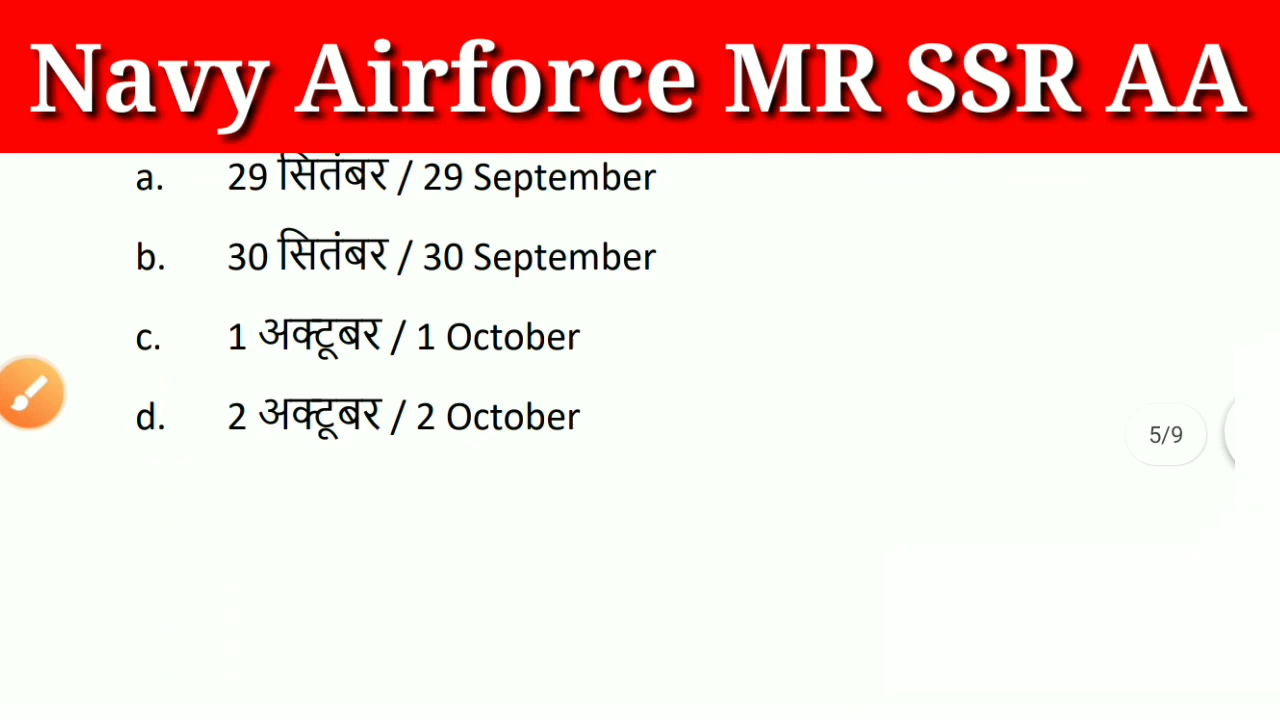 Navy Airforce MR SSR AA
a. 29 सितंबर / 29 September
b. 30 सितंबर / 30 September
c. 1 अक्टूबर / 1 October
d. 2 अक्टूबर / 2 October
5/9